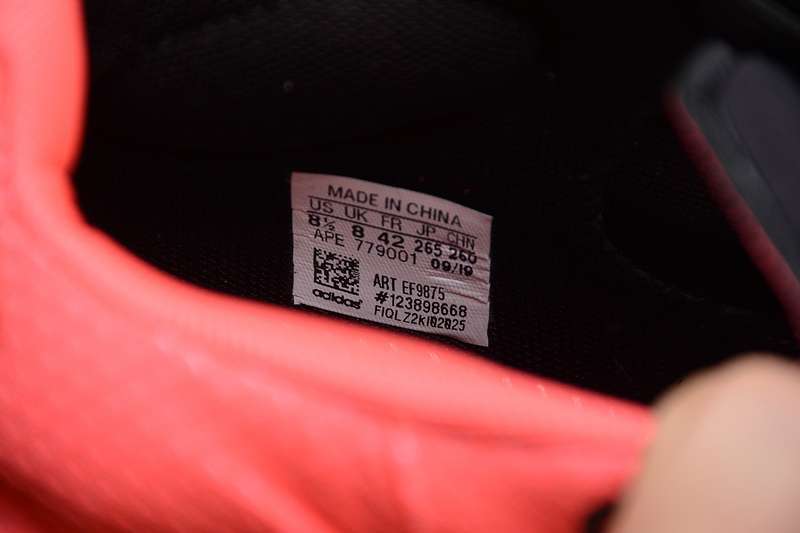 MADE IN CHINA
US UK FR JP CHN
8½ 8 42 265 260
APE 779001 09/19
ART EF9875
adidas #123898668
FIQLZ2KI02025